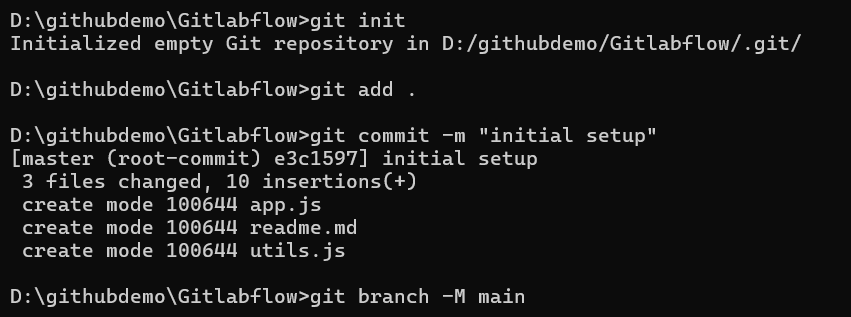 D:\githubdemo\Gitlabflow>git init
Initialized empty Git repository in D:/githubdemo/Gitlabflow/.git/
D:\githubdemo\Gitlabflow>git add .
D:\githubdemo\Gitlabflow>git commit -m "initial setup"
[master (root-commit) e3c1597] initial setup
 3 files changed, 10 insertions(+)
 create mode 100644 app.js
 create mode 100644 readme.md
 create mode 100644 utils.js
D:\githubdemo\Gitlabflow>git branch -M main